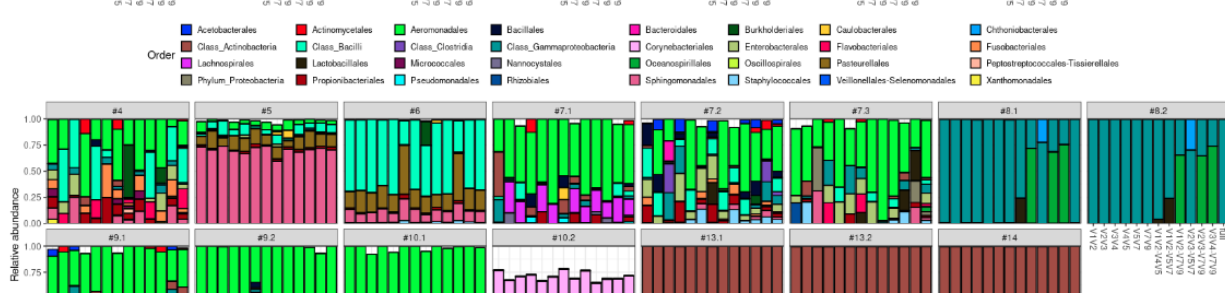 Acetobacterales Actinomycetales Aeromonadales Bacillales Bacteroidales Burkholderiales Caulobacterales Chthoniobacterales
Order
Class_Actinobacteria Class_Bacilli Class_Clostridia Class_Gammaproteobacteria Corynebacteriales Enterobacterales Flavobacteriales Fusobacteriales
Lachnospirales Lactobacillales Micrococcales Nannocystales Oceanospirillales Oscillospirales Pasteurellales Peptostreptococcales-Tissierellales
Phylum_Proteobacteria Propionibacteriales Pseudomonadales Rhizobiales Sphingomonadales Staphylococcales Veillonellales-Selenomonadales Xanthomonadales
#4 #5 #6 #7.1 #7.2 #7.3 #8.1 #8.2
1.00
0.75
0.50
0.25
0.00
Relative abundance
V1V2
V2V3
V3V4
V4V5
V5V7
V7V9
V1V2-V4V5
V1V2-V5V7
V1V2-V7V9
V2V3-V5V7
V2V3-V7V9
V3V4-V7V9
full
#9.1 #9.2 #10.1 #10.2 #13.1 #13.2 #14
1.00
0.75